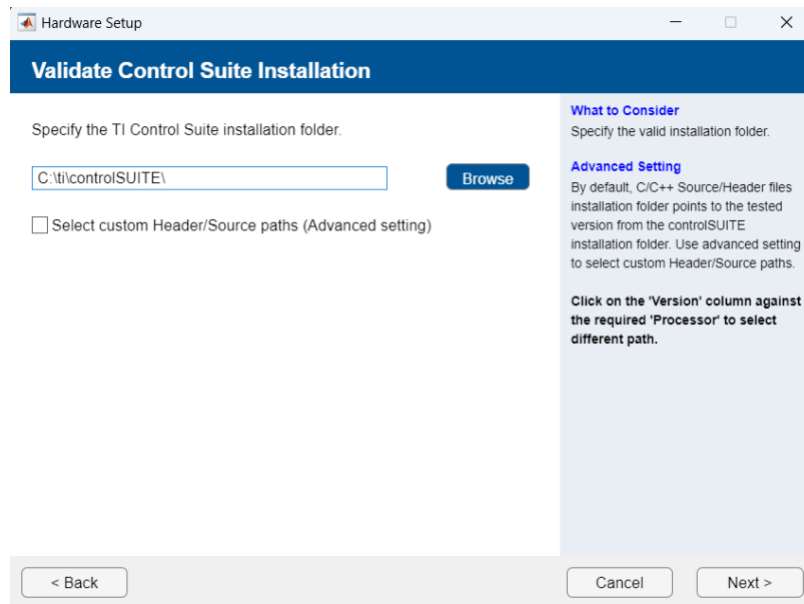 Hardware Setup
Validate Control Suite Installation
Specify the TI Control Suite installation folder.
C:\ti\controlSUITE\
Browse
Select custom Header/Source paths (Advanced setting)
What to Consider
Specify the valid installation folder.
Advanced Setting
By default, C/C++ Source/Header files
installation folder points to the tested
version from the controlSUITE
installation folder. Use advanced setting
to select custom Header/Source paths.
Click on the 'Version' column against
the required 'Processor' to select
different path.
< Back
Cancel
Next >